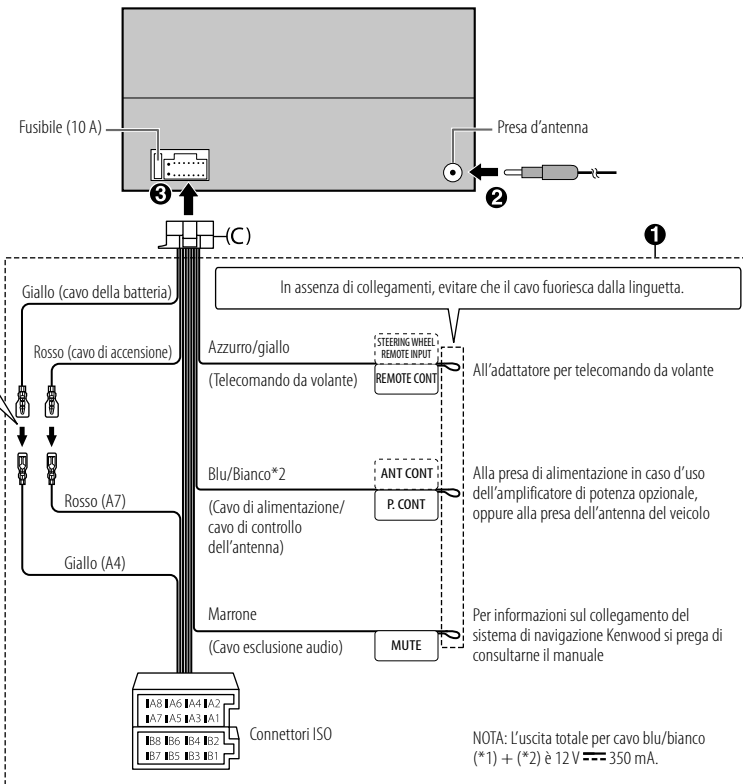 Fusibile (10 A)
Presa d'antenna
❸
❷
(C)
❶
In assenza di collegamenti, evitare che il cavo fuoriesca dalla linguetta.
Giallo (cavo della batteria)
Rosso (cavo di accensione)
Azzurro/giallo
(Telecomando da volante)
STEERING WHEEL
REMOTE INPUT
REMOTE CONT
All'adattatore per telecomando da volante
Blu/Bianco*2
(Cavo di alimentazione/
cavo di controllo
dell'antenna)
ANT CONT
P. CONT
Alla presa di alimentazione in caso d'uso
dell'amplificatore di potenza opzionale,
oppure alla presa dell'antenna del veicolo
Rosso (A7)
Giallo (A4)
Marrone
(Cavo esclusione audio)
MUTE
Per informazioni sul collegamento del
sistema di navigazione Kenwood si prega di
consultarne il manuale
A8 A6 A4 A2
A7 A5 A3 A1
B8 B6 B4 B2
B7 B5 B3 B1
Connettori ISO
NOTA: L'uscita totale per cavo blu/bianco
(*1) + (*2) è 12 V ⎓ 350 mA.